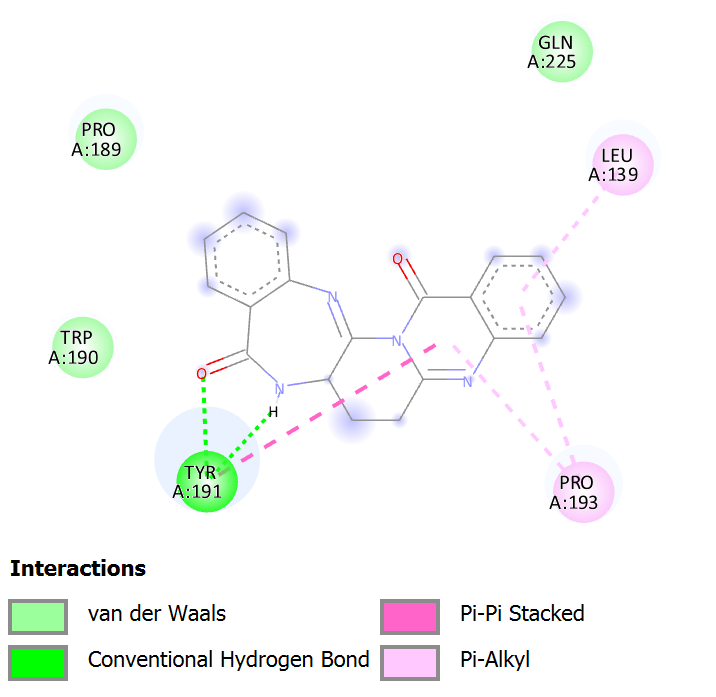 GLN
A:225
PRO
A:189
LEU
A:139
O
N
N
TRP
A:190
O
N
N
H
TYR
A:191
PRO
A:193
Interactions
van der Waals
Pi-Pi Stacked
Conventional Hydrogen Bond
Pi-Alkyl